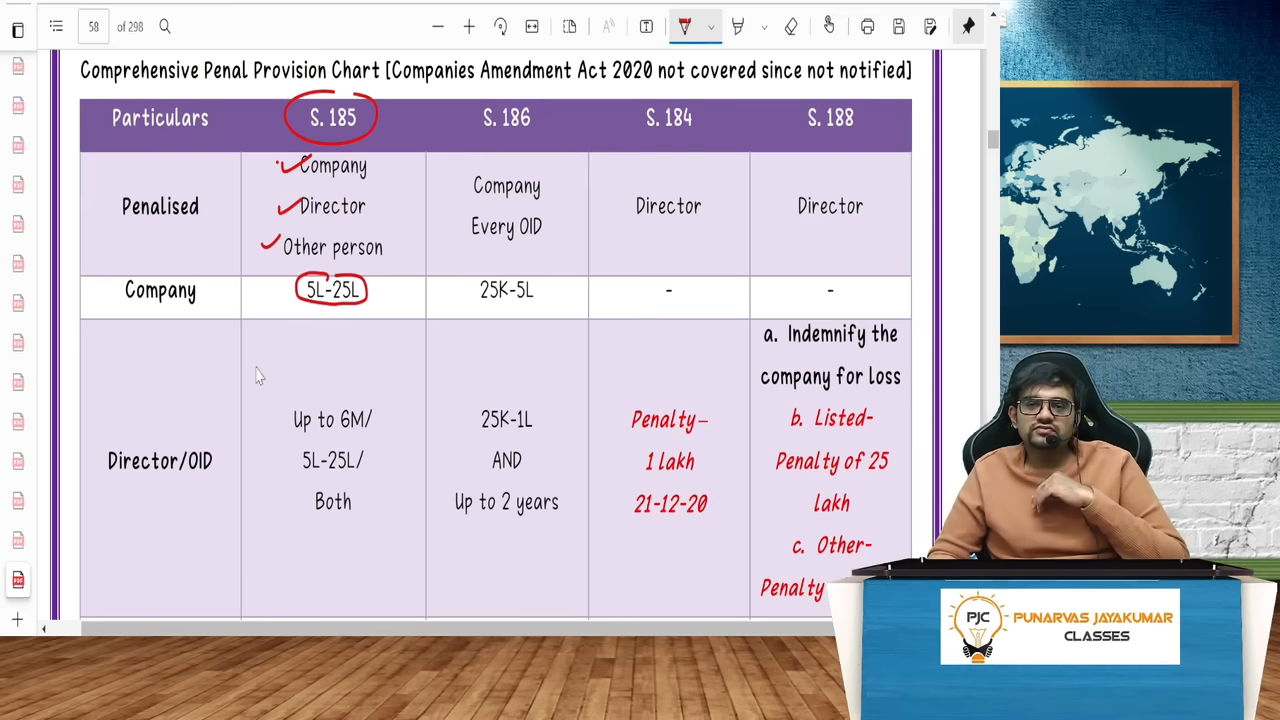 58 of 298
Comprehensive Penal Provision Chart [Companies Amendment Act 2020 not covered since not notified]
Particulars S. 185 S. 186 S. 184 S. 188
Penalised
Company
Director
Other person
Company
Every OID
Director
Director
Company 5L-25L 25K-5L - -
Director/OID
Up to 6M/
5L-25L/
Both
25K-1L
AND
Up to 2 years
Penalty–
1 lakh
21-12-20
a. Indemnify the
company for loss
b. Listed-
Penalty of 25
lakh
c. Other-
Penalty
PJC
PUNARVAS JAYAKUMAR
CLASSES